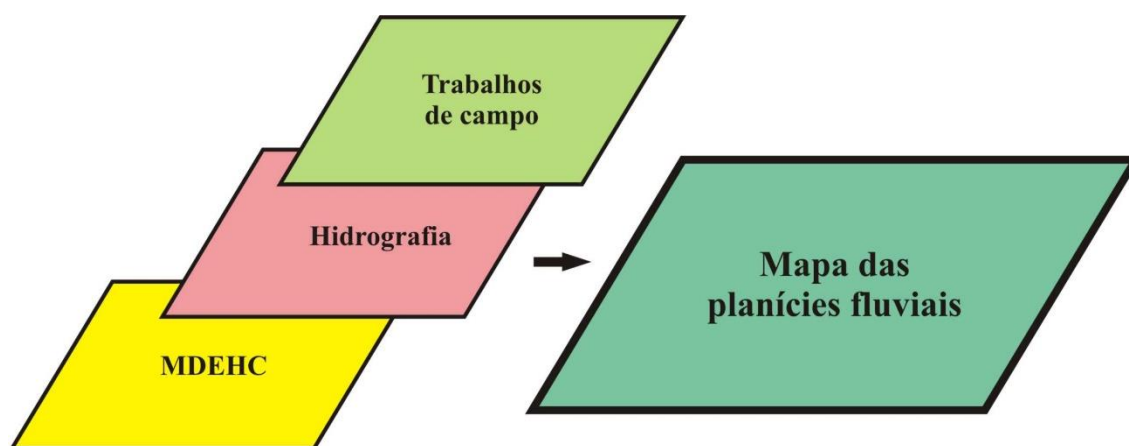 Trabalhos
de campo
Hidrografia
MDEHC
Mapa das
planícies fluviais